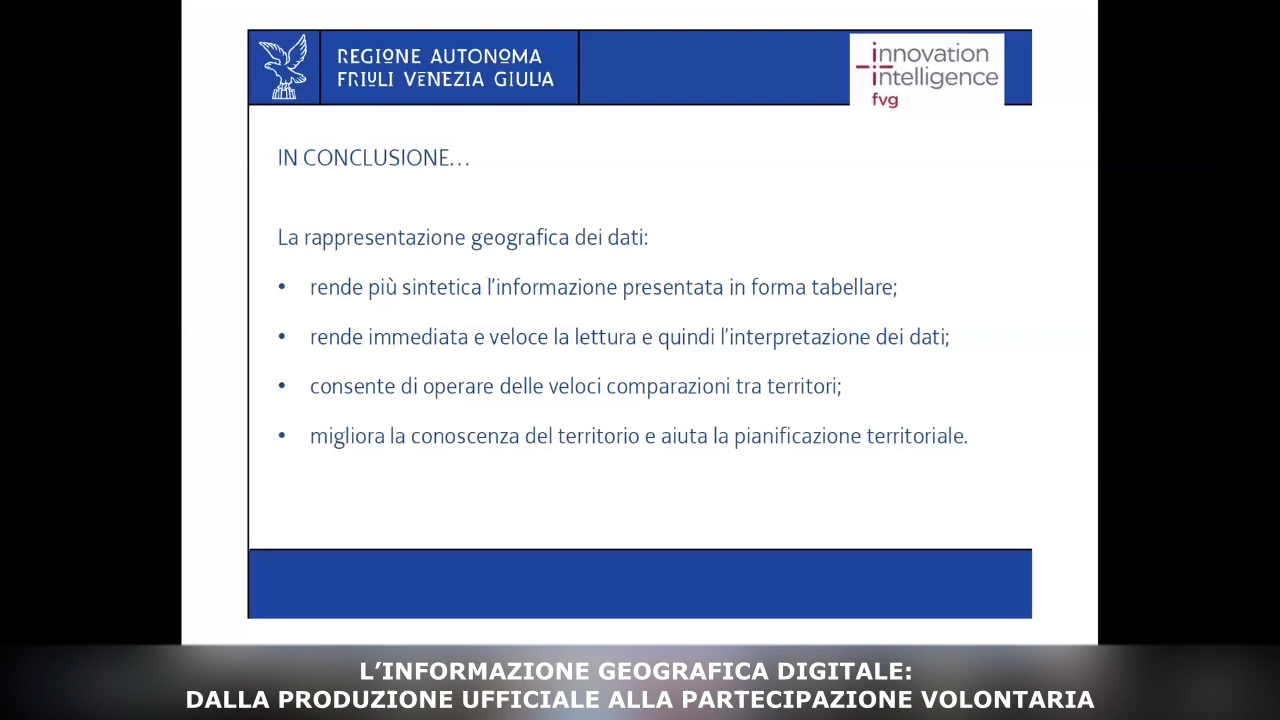 REGIONE AUTONOMA
FRIULI VENEZIA GIULIA
innovation
intelligence
fvg
IN CONCLUSIONE…
La rappresentazione geografica dei dati:
• rende più sintetica l’informazione presentata in forma tabellare;
• rende immediata e veloce la lettura e quindi l’interpretazione dei dati;
• consente di operare delle veloci comparazioni tra territori;
• migliora la conoscenza del territorio e aiuta la pianificazione territoriale.
L’INFORMAZIONE GEOGRAFICA DIGITALE:
DALLA PRODUZIONE UFFICIALE ALLA PARTECIPAZIONE VOLONTARIA